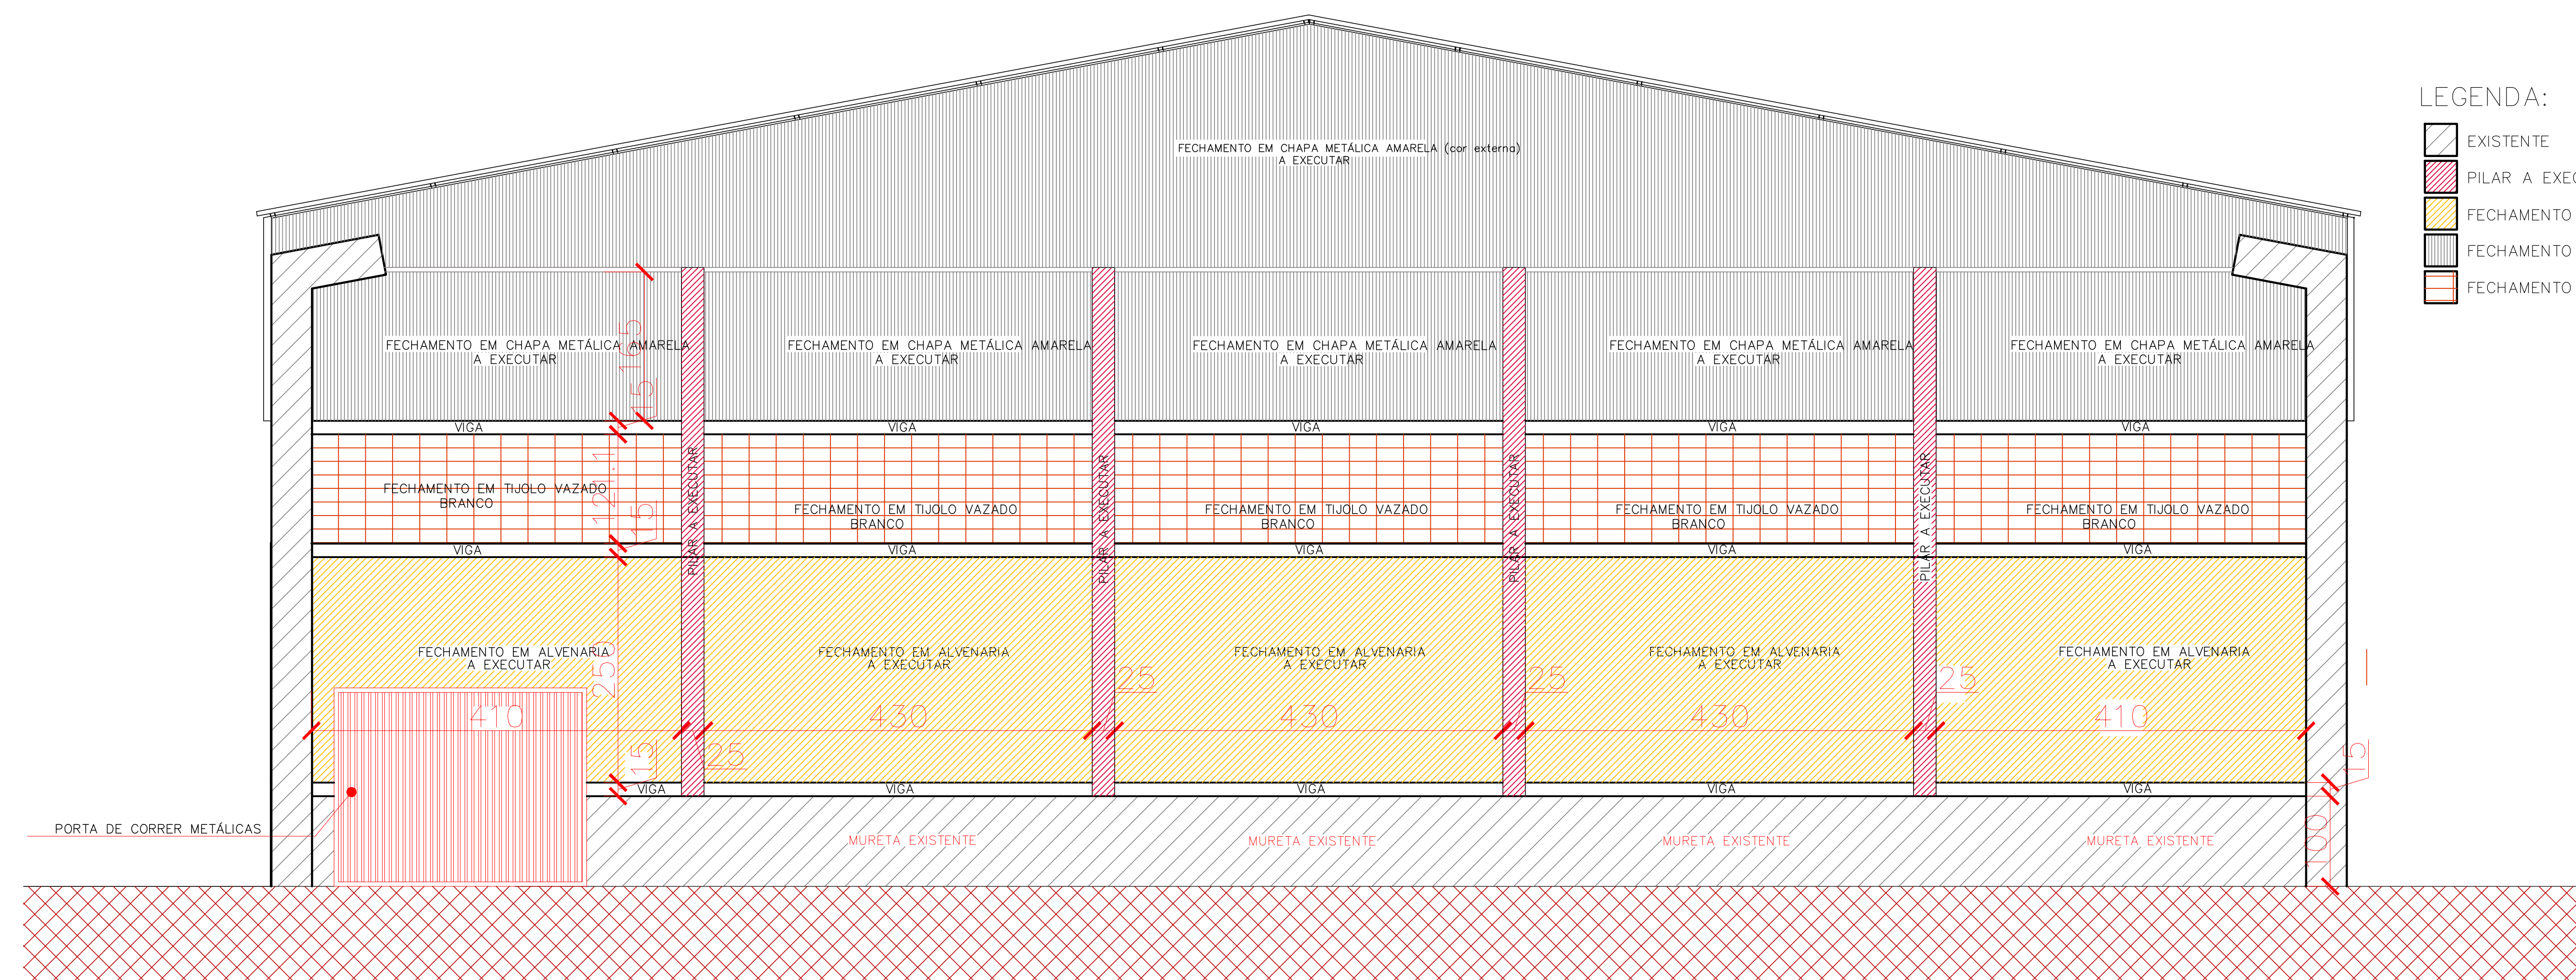 FECHAMENTO EM CHAPA METÁLICA AMARELA (cor externa)
A EXECUTAR
LEGENDA:
EXISTENTE
PILAR A
FECHAMENTO
FECHAMENTO
FECHAMENTO
FECHAMENTO EM CHAPA METÁLICA AMARELA
A EXECUTAR
FECHAMENTO EM CHAPA METÁLICA AMARELA
A EXECUTAR
FECHAMENTO EM CHAPA METÁLICA AMARELA
A EXECUTAR
FECHAMENTO EM CHAPA METÁLICA AMARELA
A EXECUTAR
FECHAMENTO EM CHAPA METÁLICA AMARELA
A EXECUTAR
165
15
VIGA
VIGA
VIGA
VIGA
VIGA
FECHAMENTO EM TIJOLO VAZADO
BRANCO
FECHAMENTO EM TIJOLO VAZADO
BRANCO
FECHAMENTO EM TIJOLO VAZADO
BRANCO
FECHAMENTO EM TIJOLO VAZADO
BRANCO
FECHAMENTO EM TIJOLO VAZADO
BRANCO
121.1
15
PILAR A EXECUTAR
PILAR A EXECUTAR
PILAR A EXECUTAR
PILAR A EXECUTAR
VIGA
VIGA
VIGA
VIGA
VIGA
FECHAMENTO EM ALVENARIA
A EXECUTAR
FECHAMENTO EM ALVENARIA
A EXECUTAR
FECHAMENTO EM ALVENARIA
A EXECUTAR
FECHAMENTO EM ALVENARIA
A EXECUTAR
FECHAMENTO EM ALVENARIA
A EXECUTAR
250
25
25
25
410
430
430
430
410
25
15
15
VIGA
VIGA
VIGA
VIGA
VIGA
PORTA DE CORRER METÁLICAS
MURETA EXISTENTE
MURETA EXISTENTE
MURETA EXISTENTE
MURETA EXISTENTE
100